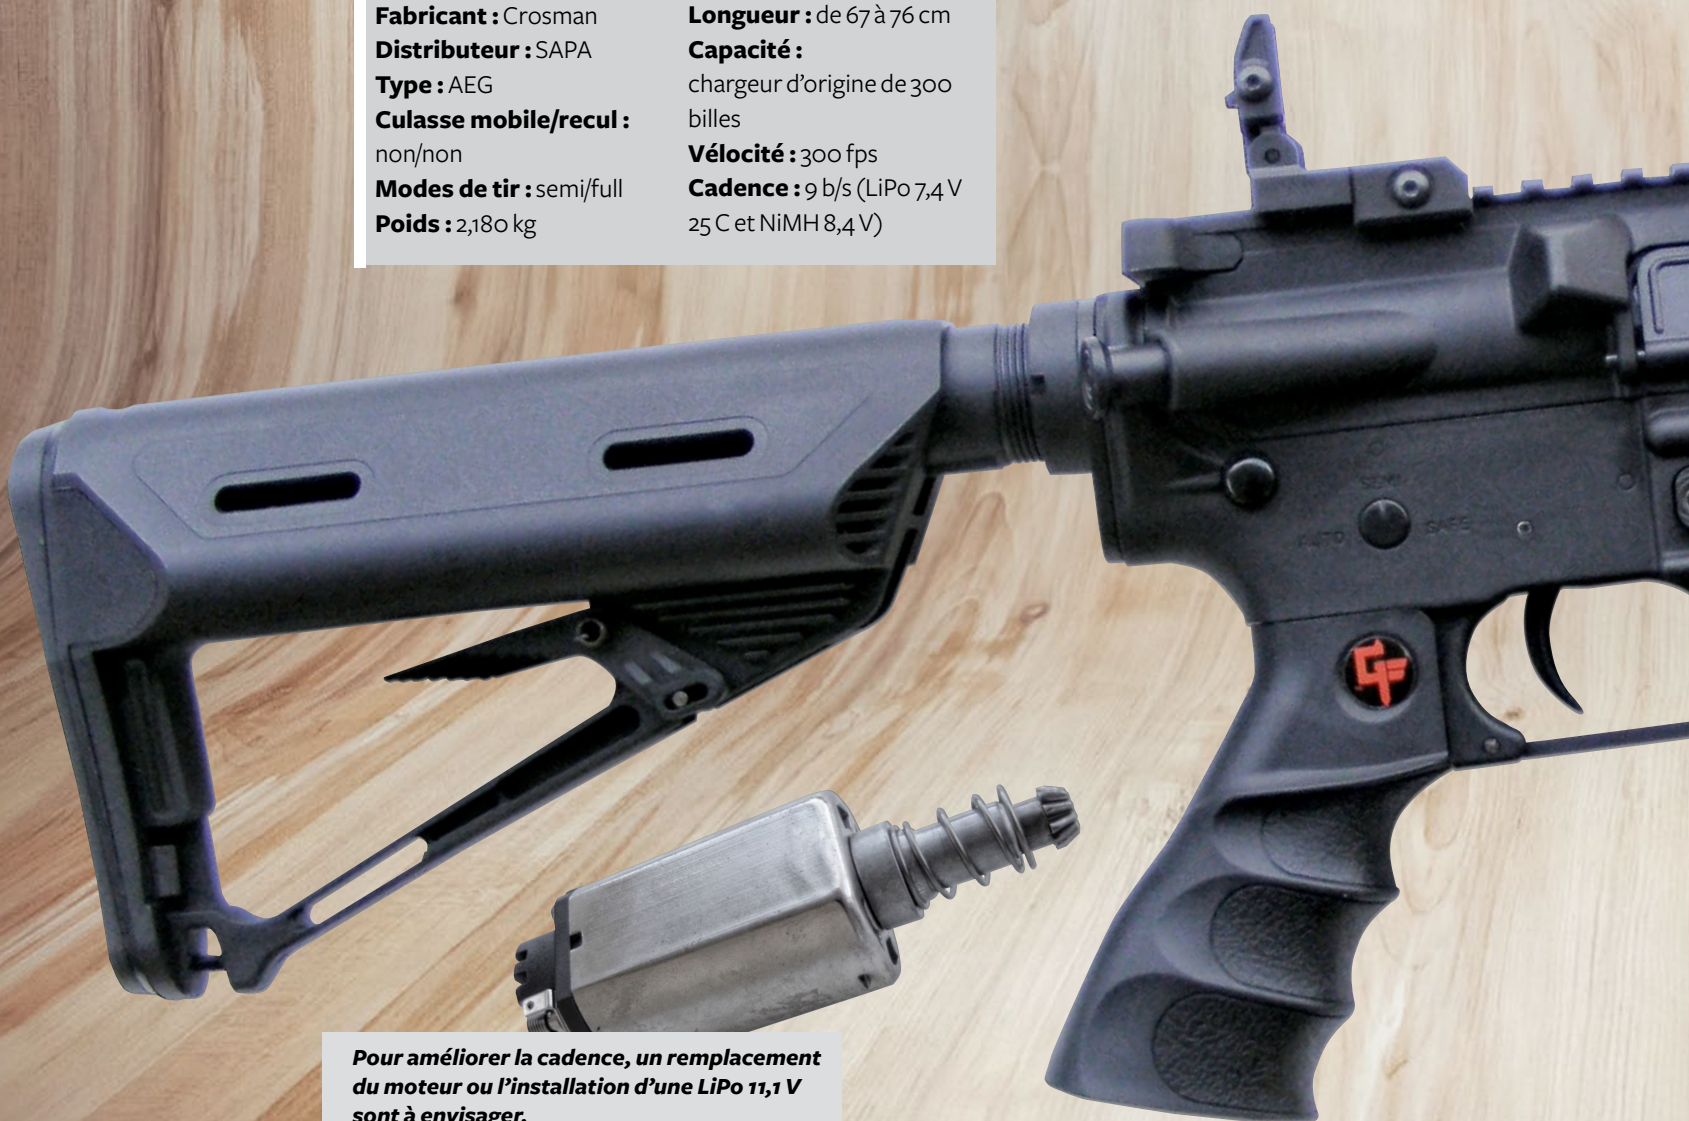 Fabricant : Crosman
Distributeur : SAPA
Type : AEG
Culasse mobile/recul :
non/non
Modes de tir : semi/full
Poids : 2,180 kg
Longueur : de 67 à 76 cm
Capacité :
chargeur d’origine de 300
billes
Vélocité : 300 fps
Cadence : 9 b/s (LiPo 7,4 V
25 C et NiMH 8,4 V)
SEMI
AUTO
SAFE
GF
Pour améliorer la cadence, un remplacement
du moteur ou l’installation d’une LiPo 11,1 V
sont à envisager.